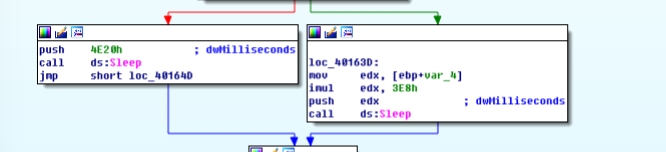 push 4E20h ; dwMilliseconds
call ds:Sleep
jmp short loc_40164D
loc_40163D:
mov edx, [ebp+var_4]
imul edx, 3E8h
push edx ; dwMilliseconds
call ds:Sleep